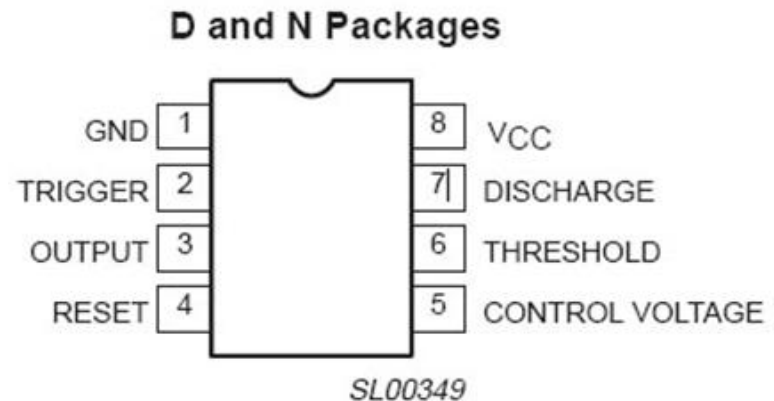 D and N Packages
GND 1 8 VCC
TRIGGER 2 7| DISCHARGE
OUTPUT 3 6 THRESHOLD
RESET 4 5 CONTROL VOLTAGE
SL00349